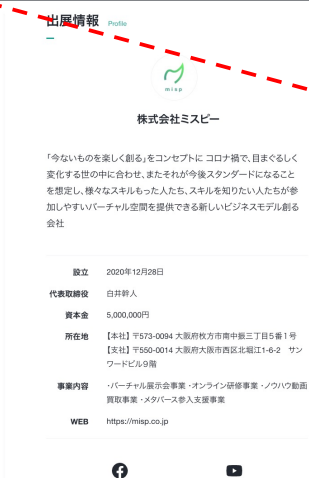 出展情報 Profile
misp
株式会社ミスピー
「今ないものを楽しく創る」をコンセプトに コロナ禍で、目まぐるしく
変化する世の中に合わせ、またそれが今後スタンダードになること
を想定し、様々なスキルもった人たち、スキルを知りたい人たちが参
加しやすいバーチャル空間を提供できる新しいビジネスモデル創る
会社
設立 2020年12月28日
代表取締役 白井幹人
資本金 5,000,000円
所在地 【本社】 〒573-0094 大阪府枚方市南中振三丁目5番1号
【支社】 〒550-0014 大阪府大阪市西区北堀江1-6-2 サン
ワードビル9階
事業内容 ・バーチャル展示会事業 ・オンライン研修事業 ・ノウハウ動画
買取事業 ・メタバース参入支援事業
WEB https://misp.co.jp